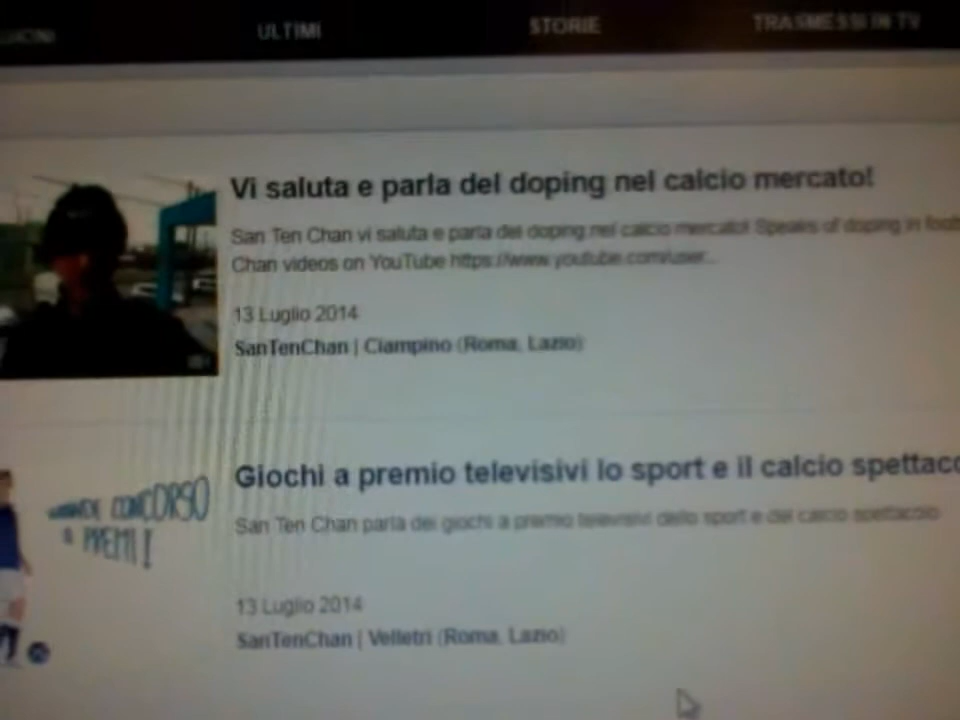 ULTIMI STORIE TRASMESSI IN TV
Vi saluta e parla del doping nel calcio mercato!
San Ten Chan vi saluta e parla del doping nel calcio mercato! Speaks of doping in foot
Chan videos on YouTube https://www.youtube.com/user...
13 Luglio 2014
SanTenChan | Ciampino (Roma, Lazio)
CONCORSO
A PREMI!
Giochi a premio televisivi lo sport e il calcio spettaco
San Ten Chan parla dei giochi a premio televisivi dello sport e del calcio spettacolo
13 Luglio 2014
SanTenChan | Velletri (Roma, Lazio)